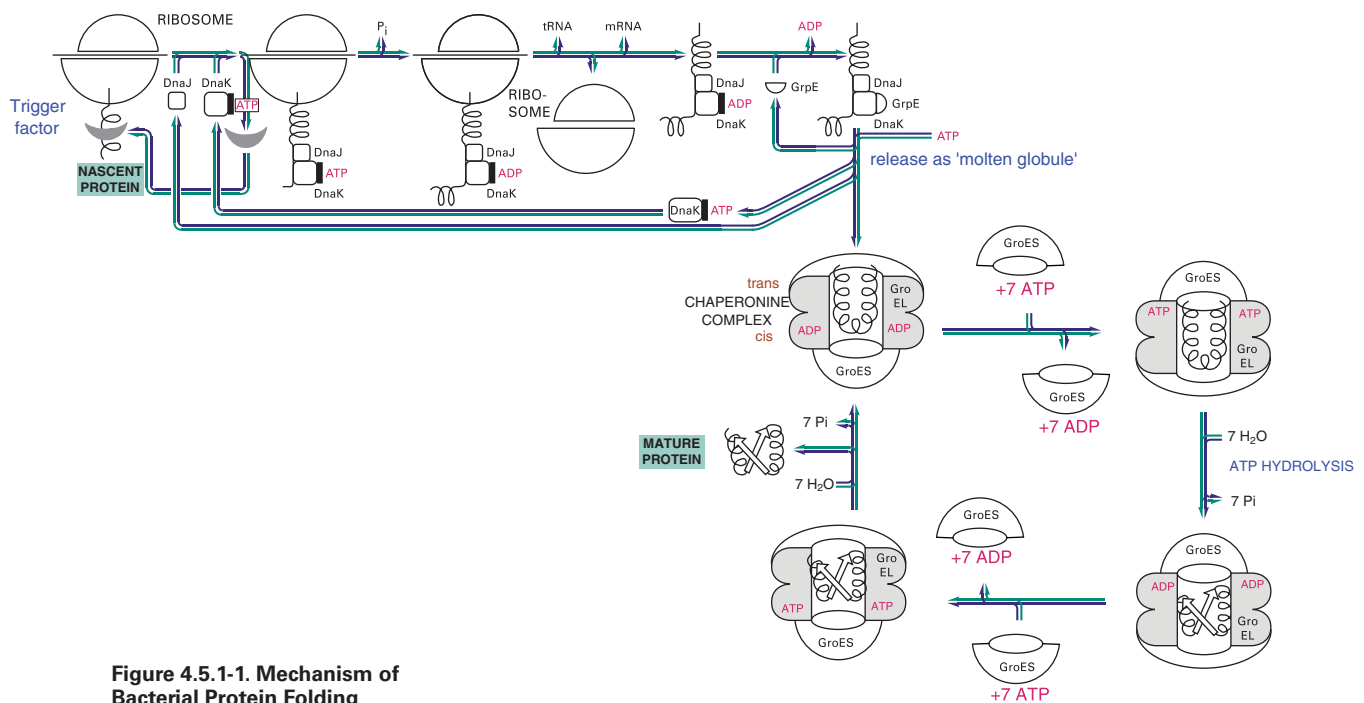 RIBOSOME
Pi
tRNA
mRNA
ADP
DnaJ
DnaK
ATP
Trigger
factor
NASCENT
PROTEIN
DnaJ
ATP
DnaK
DnaJ
ADP
DnaK
RIBO-
SOME
DnaJ
ADP
DnaK
GrpE
DnaJ
GrpE
DnaK
ATP
release as 'molten globule'
DnaK
ATP
trans
CHAPERONINE
COMPLEX
cis
Gro
EL
ADP
ADP
GroES
GroES
+7 ATP
GroES
+7 ADP
GroES
ATP
ATP
Gro
EL
7 H2O
ATP HYDROLYSIS
7 Pi
7 Pi
MATURE
PROTEIN
7 H2O
Gro
EL
ATP
ATP
GroES
GroES
+7 ADP
GroES
+7 ATP
GroES
ADP
ADP
Gro
EL
Figure 4.5.1-1. Mechanism of
Bacterial Protein Folding